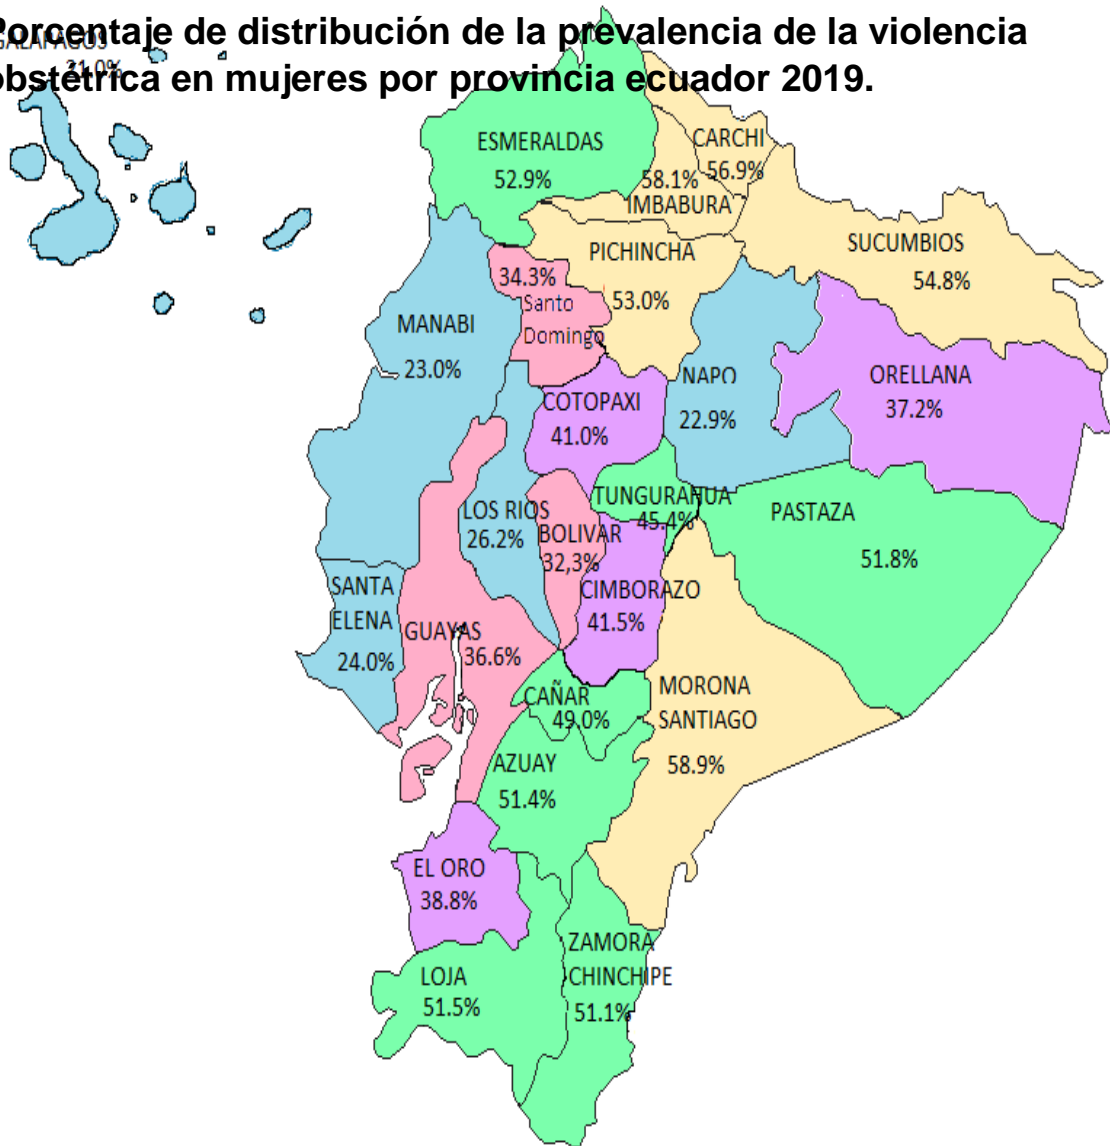 Porcentaje de distribución de la prevalencia de la violencia
obstétrica en mujeres por provincia ecuador 2019.
GALAPAGOS
21.0%
ESMERALDAS
52.9%
CARCHI
56.9%
58.1%
IMBABURA
SUCUMBIOS
54.8%
PICHINCHA
53.0%
34.3%
Santo
Domingo
MANABI
23.0%
NAPO
22.9%
ORELLANA
37.2%
COTOPAXI
41.0%
TUNGURAHUA
45.4%
LOS RIOS
26.2%
BOLIVAR
32,3%
PASTAZA
51.8%
CIMBORAZO
41.5%
SANTA
ELENA
24.0%
GUAYAS
36.6%
CAÑAR
49.0%
MORONA
SANTIAGO
58.9%
AZUAY
51.4%
EL ORO
38.8%
ZAMORA
CHINCHIPE
51.1%
LOJA
51.5%